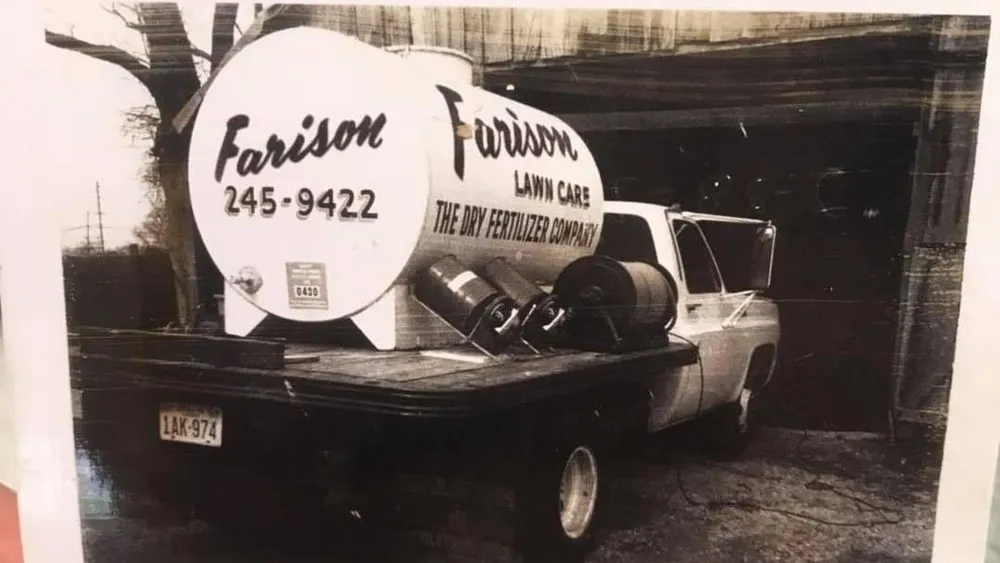 Farison
245-9422
0430
Farison
LAWN CARE
THE DRY FERTILIZER COMPANY
1AK-974